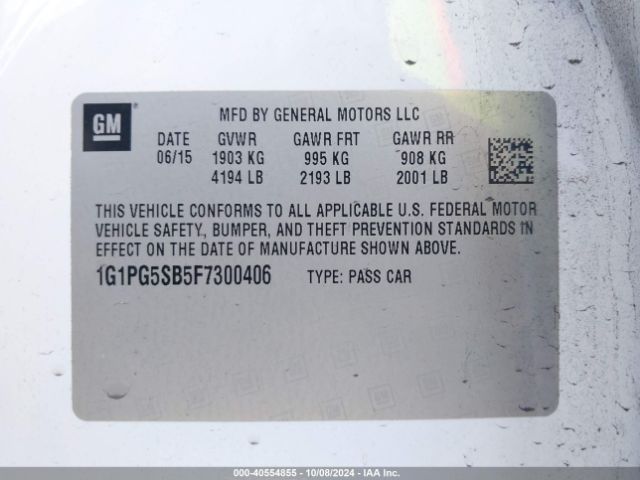 GM®
MFD BY GENERAL MOTORS LLC
DATE GVWR GAWR FRT GAWR RR
06/15 1903 KG 995 KG 908 KG
4194 LB 2193 LB 2001 LB
THIS VEHICLE CONFORMS TO ALL APPLICABLE U.S. FEDERAL MOTOR
VEHICLE SAFETY, BUMPER, AND THEFT PREVENTION STANDARDS IN
EFFECT ON THE DATE OF MANUFACTURE SHOWN ABOVE.
1G1PG5SB5F7300406 TYPE: PASS CAR
000-40554855 - 10/08/2024 - IAA Inc.